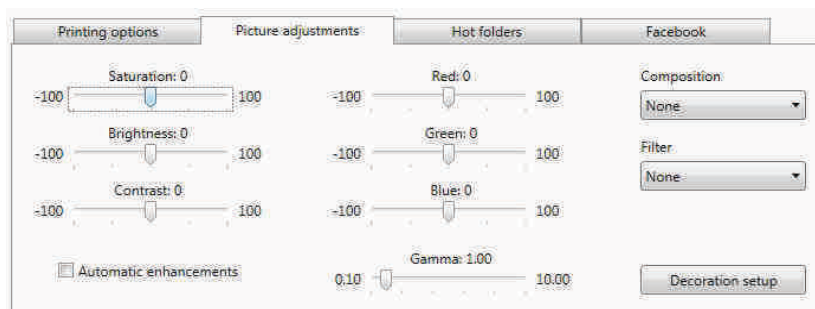 Printing options
Picture adjustments
Hot folders
Facebook
Saturation: 0
-100
100
Red: 0
-100
100
Composition
None
Brightness: 0
-100
100
Green: 0
-100
100
Filter
None
Contrast: 0
-100
100
Blue: 0
-100
100
Automatic enhancements
Gamma: 1.00
0.10
10.00
Decoration setup